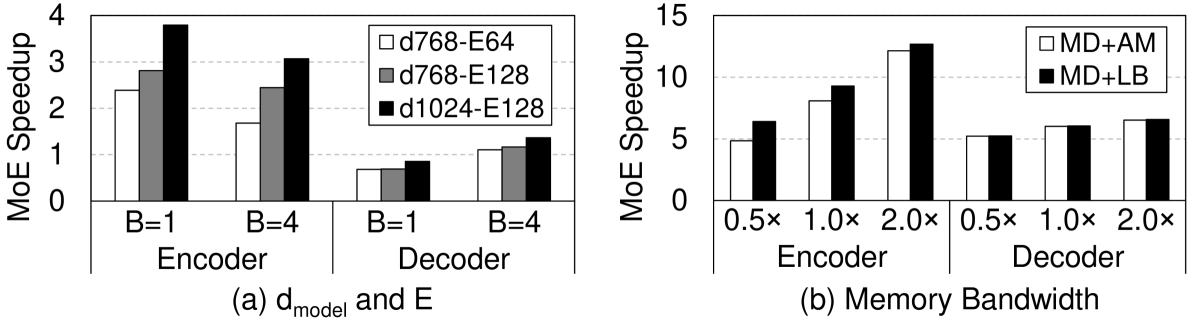 MoE Speedup
4
3
2
1
0
d768-E64
d768-E128
d1024-E128
B=1 B=4 B=1 B=4
Encoder Decoder
(a) dmodel and E
MoE Speedup
15
10
5
0
MD+AM
MD+LB
0.5× 1.0× 2.0× 0.5× 1.0× 2.0×
Encoder Decoder
(b) Memory Bandwidth